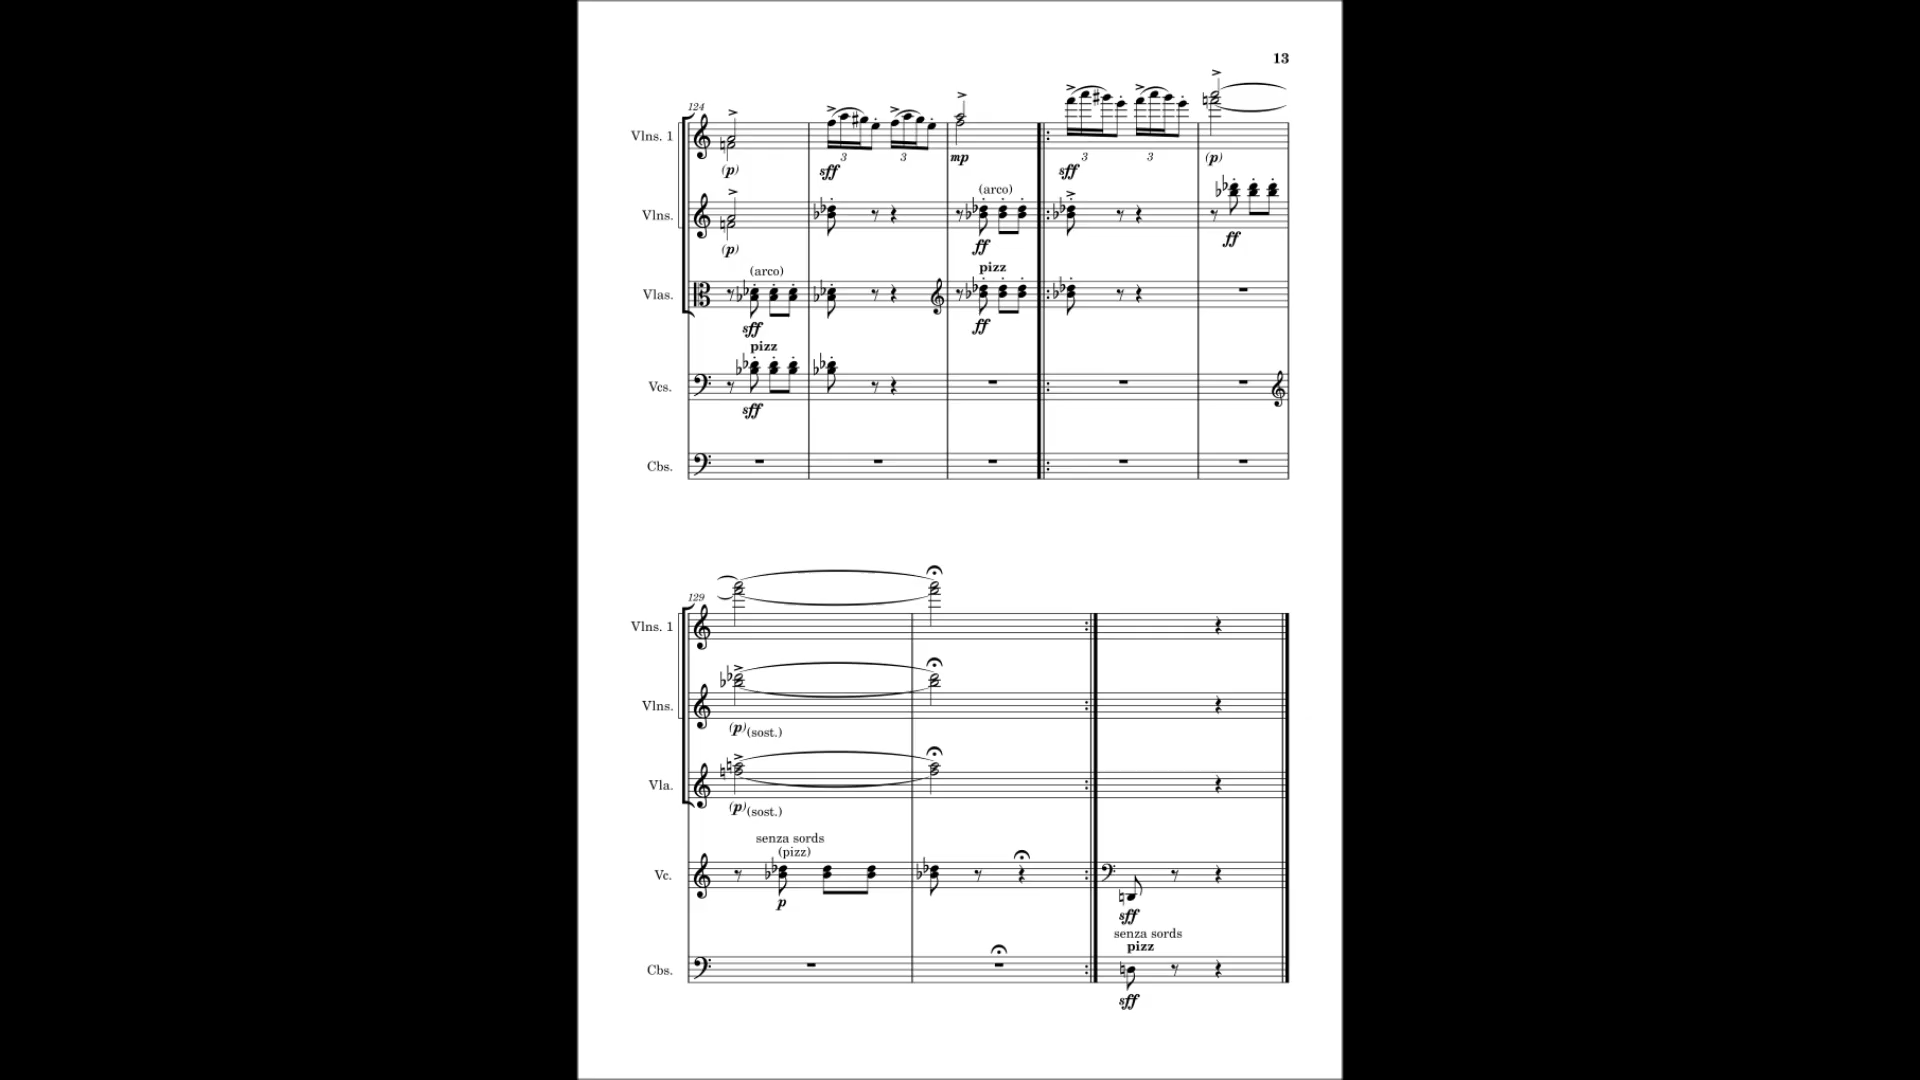 13
124
Vlns. 1
(p)
3
3
sff
mp
3
3
sff
(p)
Vlns.
(p)
(arco)
ff
ff
Vlas.
(arco)
sff
pizz
ff
Vcs.
pizz
sff
Cbs.
129
Vlns. 1
Vlns.
(p) (sost.)
Vla.
(p) (sost.)
Vc.
senza sords
(pizz)
p
sff
Cbs.
senza sords
pizz
sff